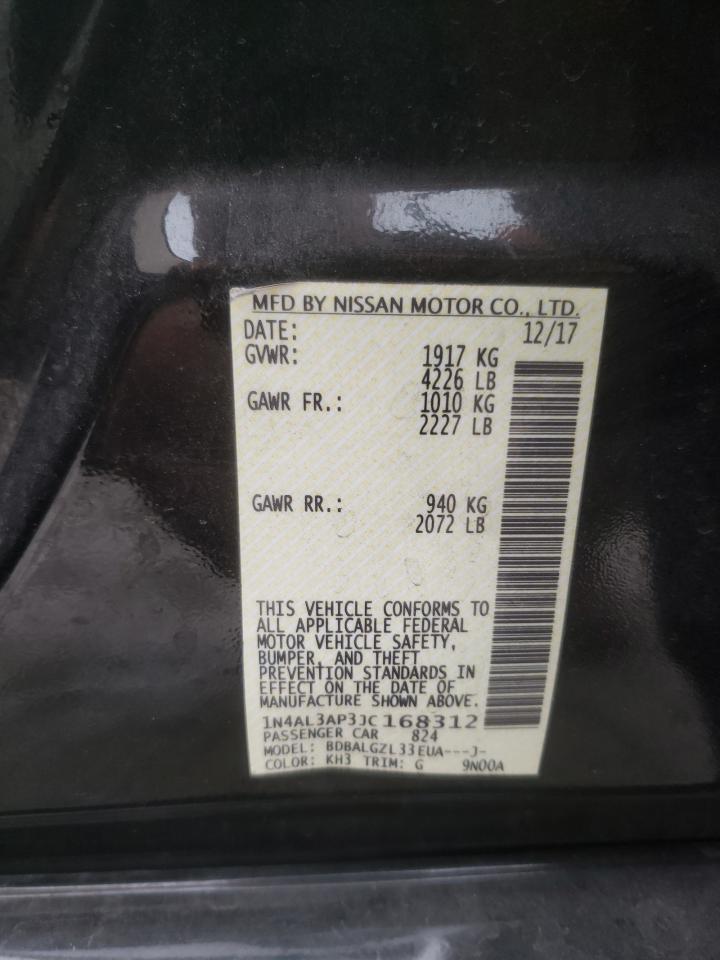 MFD BY NISSAN MOTOR CO., LTD.
DATE: 12/17
GVWR: 1917 KG
4226 LB
GAWR FR.: 1010 KG
2227 LB
GAWR RR.: 940 KG
2072 LB
THIS VEHICLE CONFORMS TO
ALL APPLICABLE FEDERAL
MOTOR VEHICLE SAFETY,
BUMPER, AND THEFT
PREVENTION STANDARDS IN
EFFECT ON THE DATE OF
MANUFACTURE SHOWN ABOVE.
1N4AL3AP3JC168312
PASSENGER CAR 824
MODEL: BDBALGZL33EUA---J-
COLOR: KH3 TRIM: G 9N00A